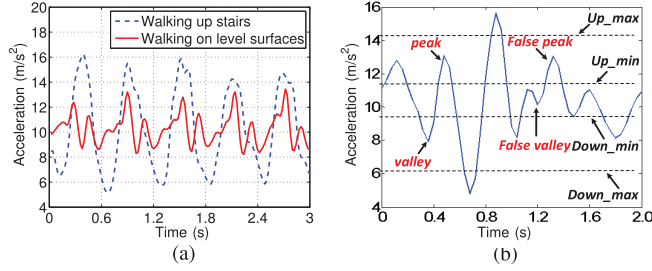 (a)
Walking up stairs
Walking on level surfaces
Acceleration (m/s²)
18
16
14
12
10
8
6
4
0
0.6
1.2
1.8
2.4
3
Time (s)
(b)
Acceleration (m/s²)
16
14
12
10
8
6
4
0
0.4
0.8
1.2
1.6
2.0
Time (s)
Up_max
peak
False peak
Up_min
valley
False valley
Down_min
Down_max
(a)
(b)